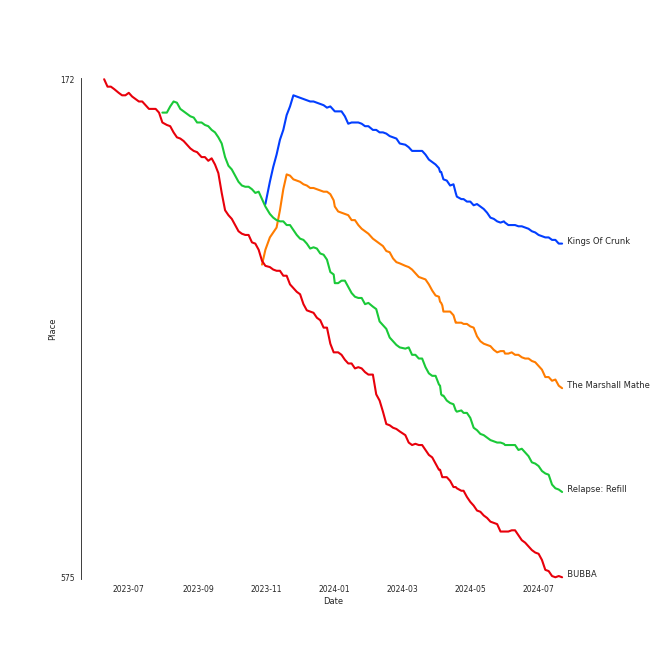 172
Kings Of Crunk
Place
The Marshall Mathe
Relapse: Refill
BUBBA
575
2023-07 2023-09 2023-11 2024-01 2024-03 2024-05 2024-07
Date